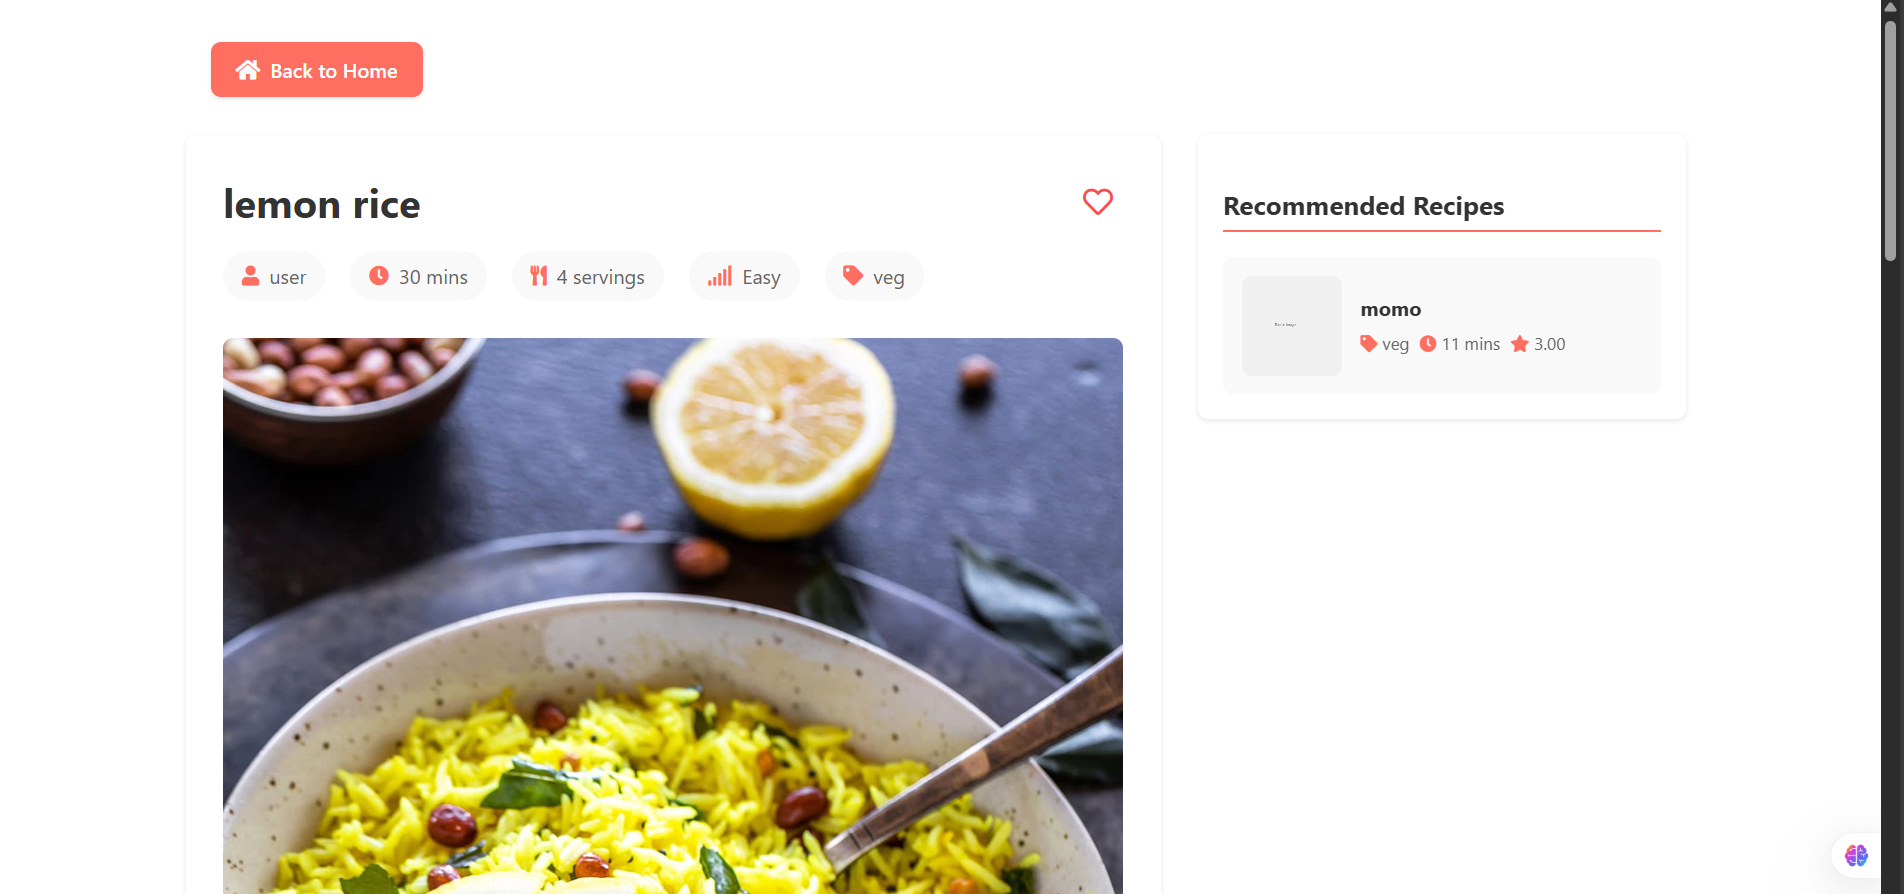 Back to Home
lemon rice
user
30 mins
4 servings
Easy
veg
Recommended Recipes
momo
veg 11 mins 3.00